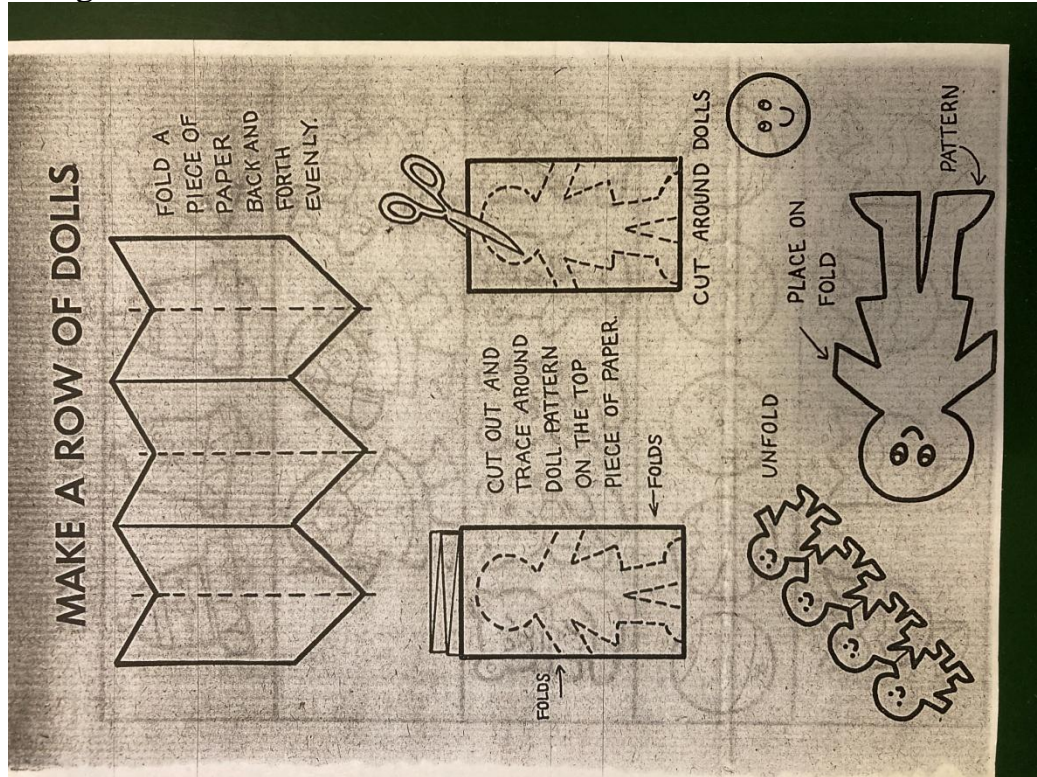 MAKE A ROW OF DOLLS
FOLD A
PIECE OF
PAPER
BACK AND
FORTH
EVENLY.
CUT OUT AND
TRACE AROUND
DOLL PATTERN
ON THE TOP
PIECE OF PAPER.
FOLDS
FOLDS
CUT AROUND DOLLS
UNFOLD
PLACE ON
FOLD
PATTERN